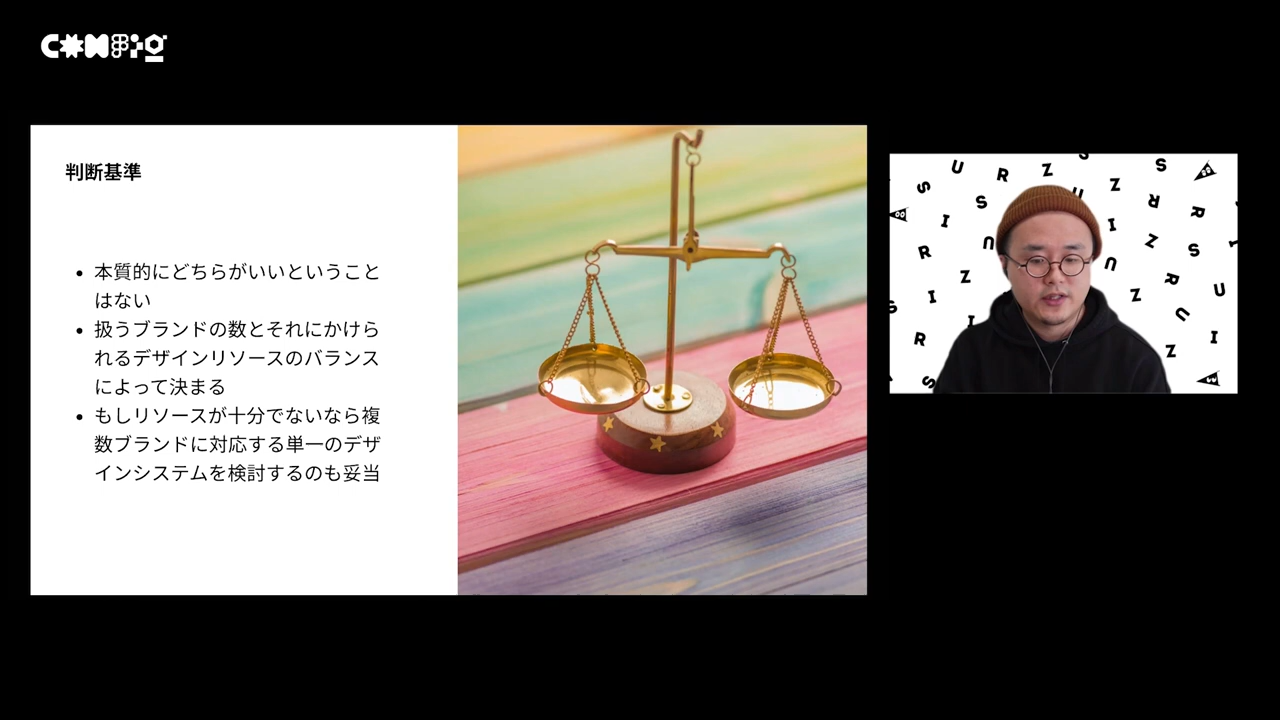 CONFIG
判断基準
• 本質的にどちらがいいということ
はない
• 扱うブランドの数とそれにかけら
れるデザインリソースのバランス
によって決まる
• もしリソースが十分でないなら複
数ブランドに対応する単一のデザ
インシステムを検討するのも妥当